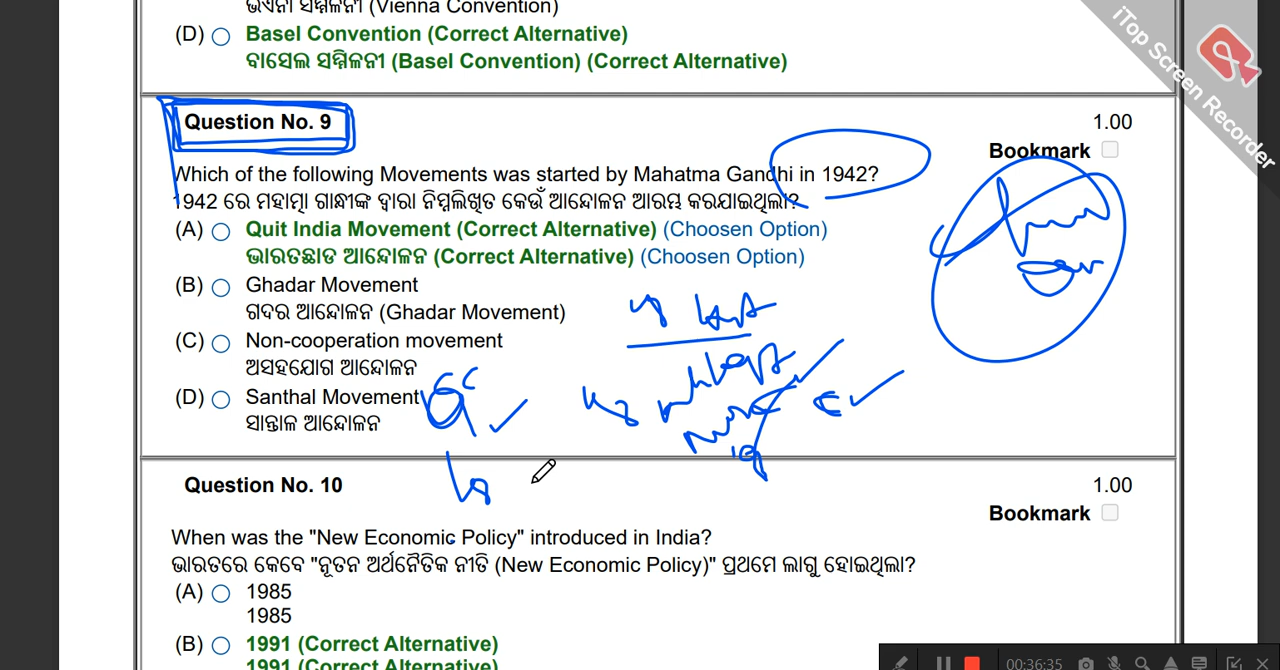 ଭିଏନା ସମ୍ମିଳନୀ (Vienna Convention)
(D) Basel Convention (Correct Alternative)
ବାସେଲ ସମ୍ମିଳନୀ (Basel Convention) (Correct Alternative)
iTop Screen Recorder
Question No. 9 1.00
Bookmark
Which of the following Movements was started by Mahatma Gandhi in 1942?
1942 ରେ ମହାତ୍ମା ଗାନ୍ଧୀଙ୍କ ଦ୍ୱାରା ନିମ୍ନଲିଖିତ କେଉଁ ଆନ୍ଦୋଳନ ଆରମ୍ଭ କରାଯାଇଥିଲା?
(A) Quit India Movement (Correct Alternative) (Choosen Option)
ଭାରତଛାଡ ଆନ୍ଦୋଳନ (Correct Alternative) (Choosen Option)
(B) Ghadar Movement
ଗଦର ଆନ୍ଦୋଳନ (Ghadar Movement)
(C) Non-cooperation movement
ଅସହଯୋଗ ଆନ୍ଦୋଳନ
(D) Santhal Movement
ସାନ୍ତାଳ ଆନ୍ଦୋଳନ
Question No. 10 1.00
Bookmark
When was the "New Economic Policy" introduced in India?
ଭାରତରେ କେବେ "ନୂତନ ଅର୍ଥନୈତିକ ନୀତି (New Economic Policy)" ପ୍ରଥମେ ଲାଗୁ ହୋଇଥିଲା?
(A) 1985
1985
(B) 1991 (Correct Alternative)
1991 (Correct Alternative)
00:36:35